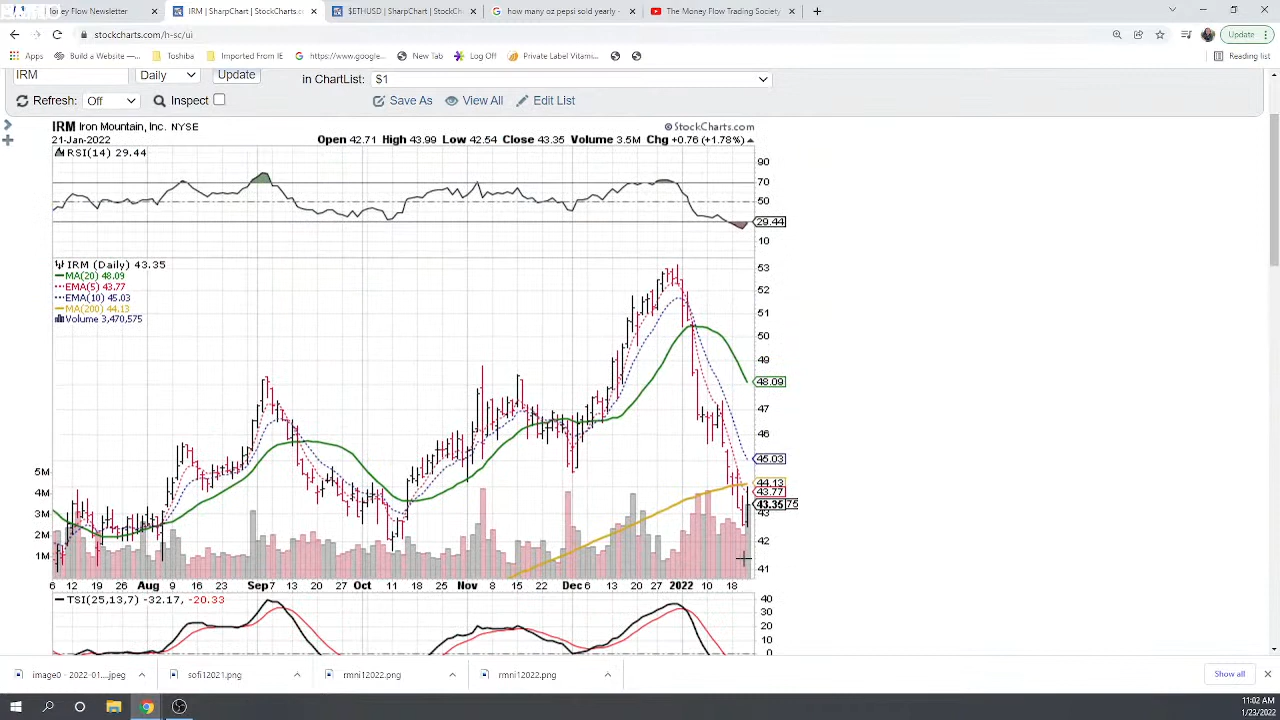 ney Flow Newsletter
IRM | SharpChart | StockCharts.c
$ETHUSD | SharpChart | StockCh
how many oz pepsi sold yearly -
The Money Flow Trading Society
stockcharts.com/h-sc/ui
Update
Apps
Build a Website —...
Toshiba
Imported From IE
https://www.google...
New Tab
Log Off
Private Label Vitamin...
Reading list
IRM
Daily
Update
in ChartList:
$1
Refresh:
Off
Inspect
Save As
View All
Edit List
IRM Iron Mountain, Inc. NYSE
© StockCharts.com
21-Jan-2022
Open 42.71 High 43.99 Low 42.54 Close 43.35 Volume 3.5M Chg +0.76 (+1.78%)
RSI(14) 29.44
90
70
50
29.44
10
IRM (Daily) 43.35
MA(20) 48.09
EMA(5) 43.77
EMA(10) 45.03
MA(200) 44.13
Volume 3,470,575
53
52
51
50
49
48.09
47
46
45.03
44.13
43.77
43.35
75
43
42
41
5M
4M
3M
2M
1M
6 12 19 26 Aug 9 16 23 Sep 7 13 20 27 Oct 11 18 25 Nov 8 15 22 Dec 6 13 20 27 2022 10 18
TSI(25,13,7) -32.17, -20.33
40
30
20
10
0
image0 - 2022-01....jpeg
sofi12021.png
rmni12022.png
rmni12022.png
Show all
11:02 AM
1/23/2022